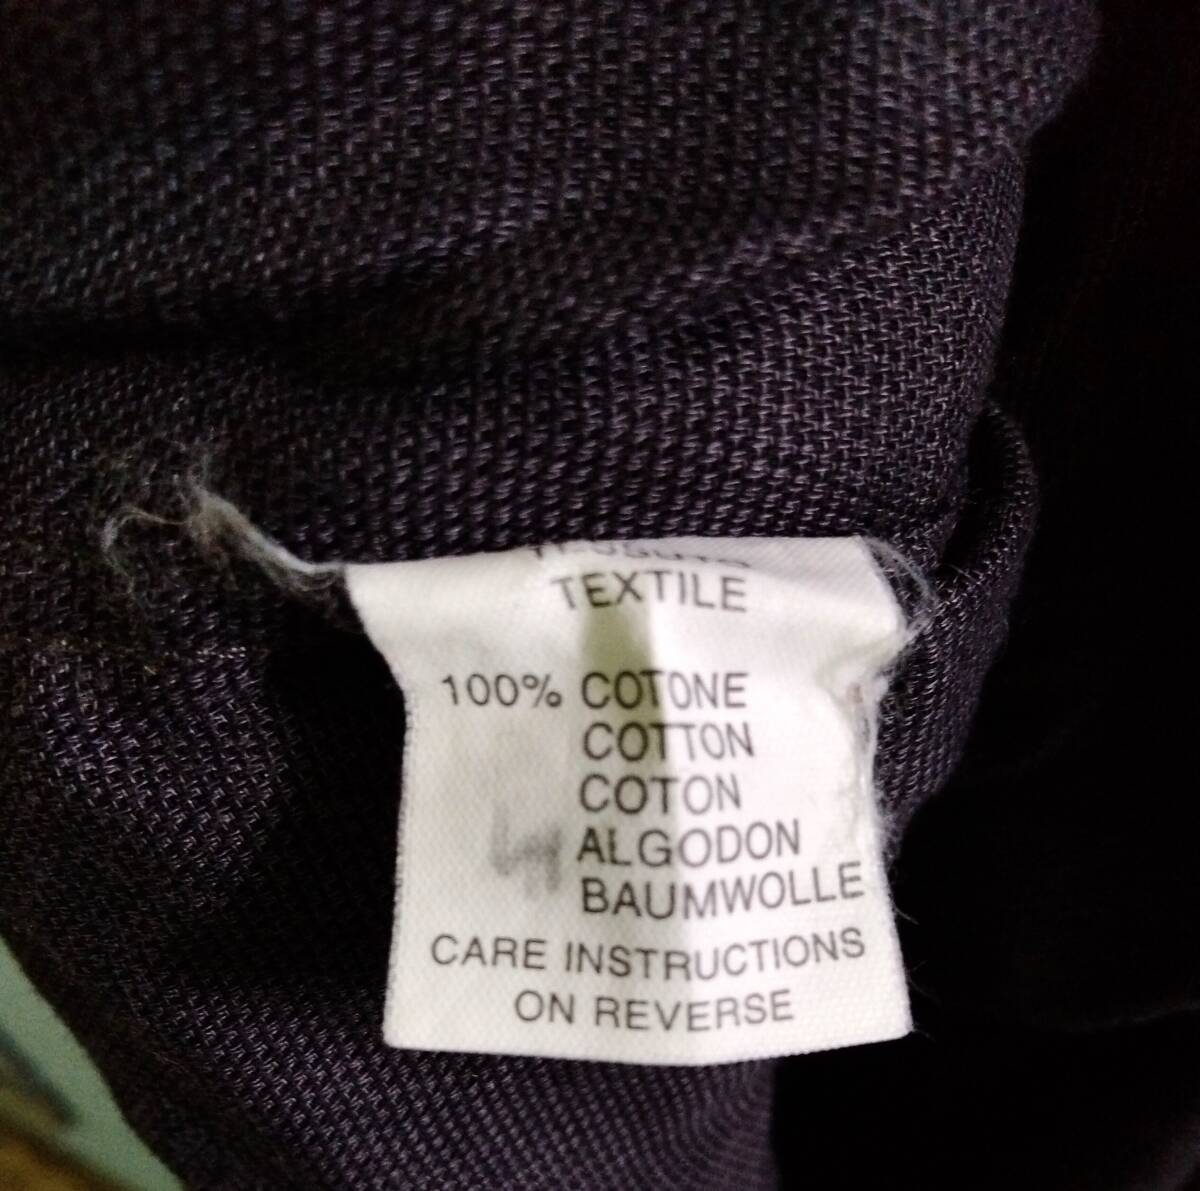 TEXTILE
100% COTONE
COTTON
COTON
ALGODON
BAUMWOLLE
CARE INSTRUCTIONS
ON REVERSE